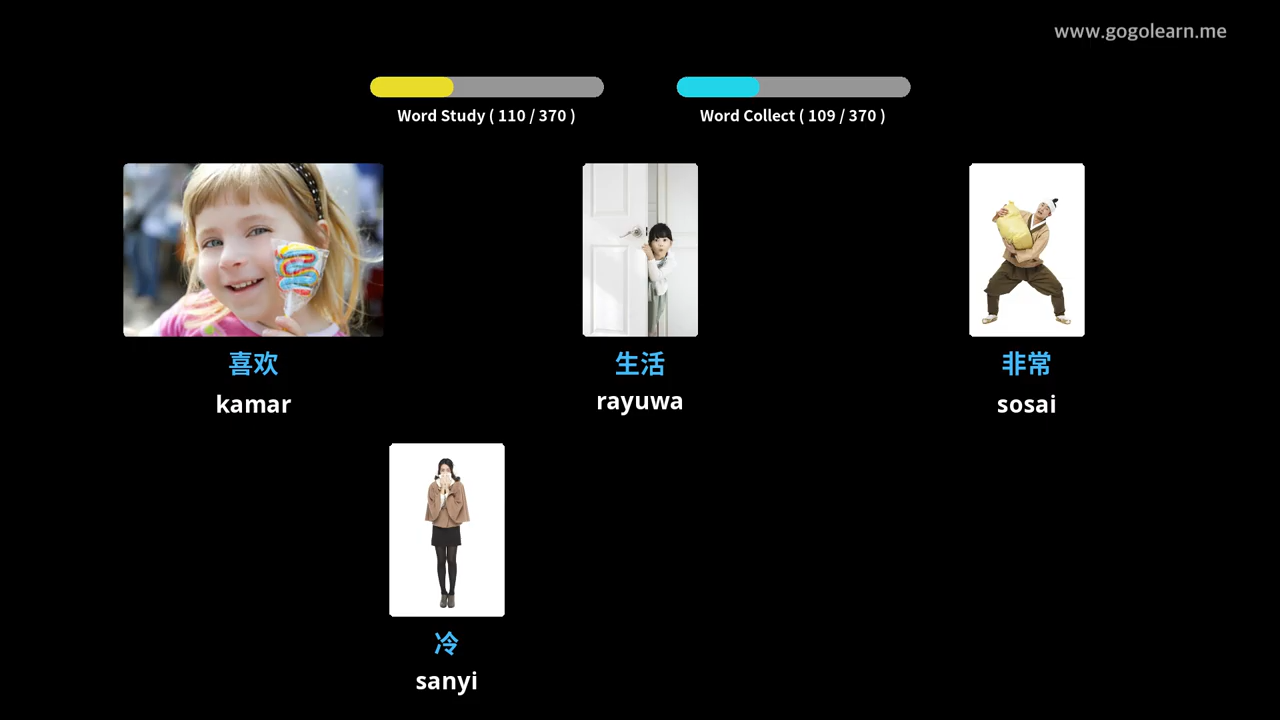 www.gogolearn.me
Word Study ( 110 / 370 )
Word Collect ( 109 / 370 )
喜欢
kamar
生活
rayuwa
非常
sosai
冷
sanyi